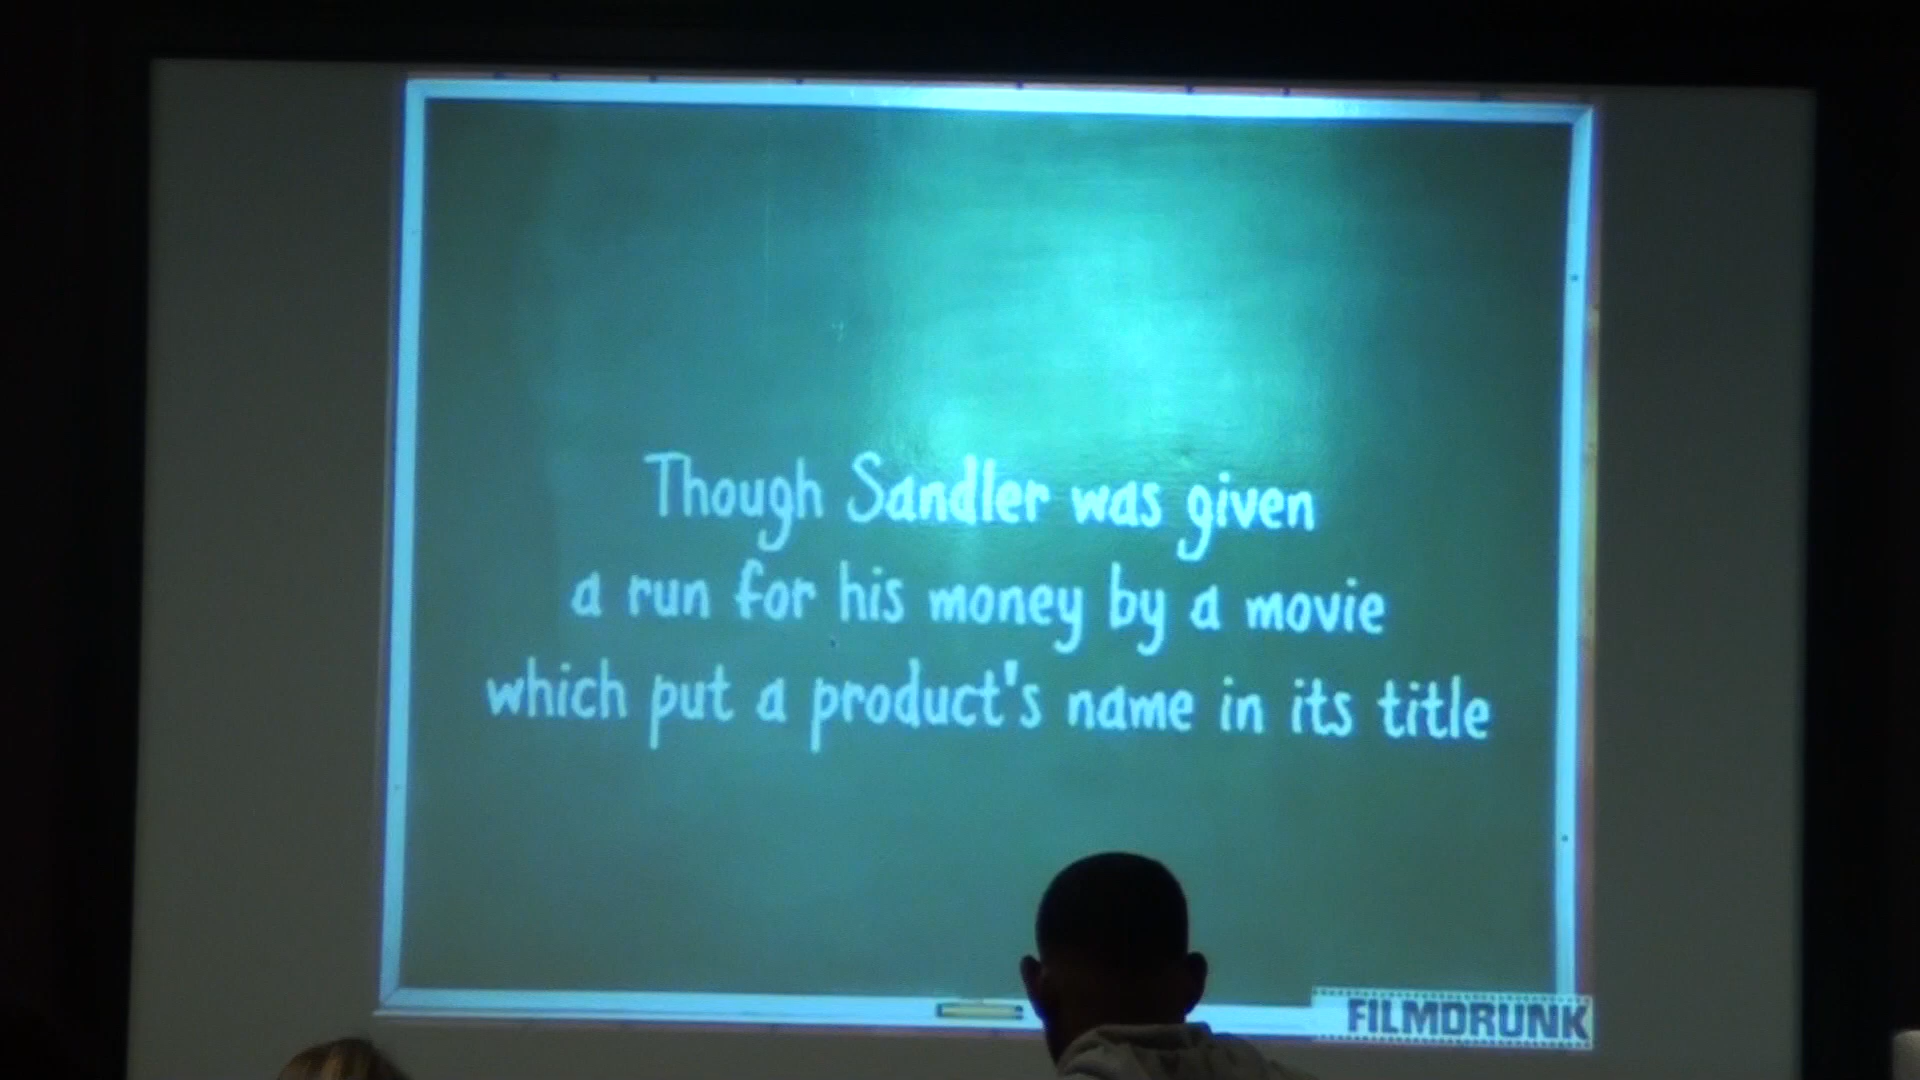 Though Sandler was given
a run for his money by a movie
which put a product's name in its title
FILMDRUNK